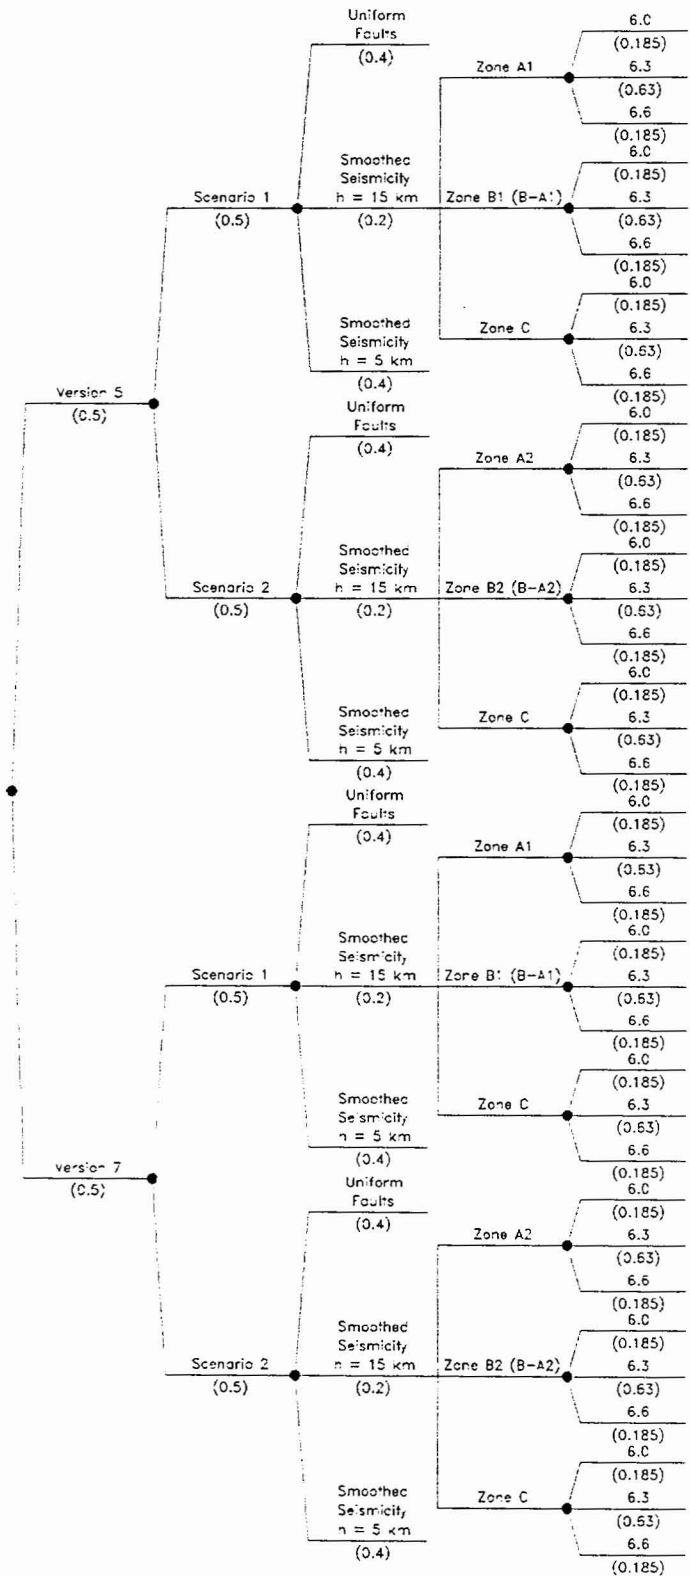 Version 5
(0.5)
Scenario 1
(0.5)
Uniform
Faults
(0.4)
Smoothed
Seismicity
h = 15 km
(0.2)
Smoothed
Seismicity
h = 5 km
(0.4)
Zone A1
6.0
(0.185)
6.3
(0.63)
6.6
(0.185)
Zone B1 (B-A1)
6.0
(0.185)
6.3
(0.63)
6.6
(0.185)
Zone C
6.0
(0.185)
6.3
(0.63)
6.6
(0.185)
Scenario 2
(0.5)
Uniform
Faults
(0.4)
Smoothed
Seismicity
h = 15 km
(0.2)
Smoothed
Seismicity
h = 5 km
(0.4)
Zone A2
6.0
(0.185)
6.3
(0.63)
6.6
(0.185)
Zone B2 (B-A2)
6.0
(0.185)
6.3
(0.63)
6.6
(0.185)
Zone C
6.0
(0.185)
6.3
(0.63)
6.6
(0.185)
Version 7
(0.5)
Scenario 1
(0.5)
Uniform
Faults
(0.4)
Smoothed
Seismicity
h = 15 km
(0.2)
Smoothed
Seismicity
h = 5 km
(0.4)
Zone A1
6.0
(0.185)
6.3
(0.63)
6.6
(0.185)
Zone B1 (B-A1)
6.0
(0.185)
6.3
(0.63)
6.6
(0.185)
Zone C
6.0
(0.185)
6.3
(0.63)
6.6
(0.185)
Scenario 2
(0.5)
Uniform
Faults
(0.4)
Smoothed
Seismicity
h = 15 km
(0.2)
Smoothed
Seismicity
h = 5 km
(0.4)
Zone A2
6.0
(0.185)
6.3
(0.63)
6.6
(0.185)
Zone B2 (B-A2)
6.0
(0.185)
6.3
(0.63)
6.6
(0.185)
Zone C
6.0
(0.185)
6.3
(0.63)
6.6
(0.185)